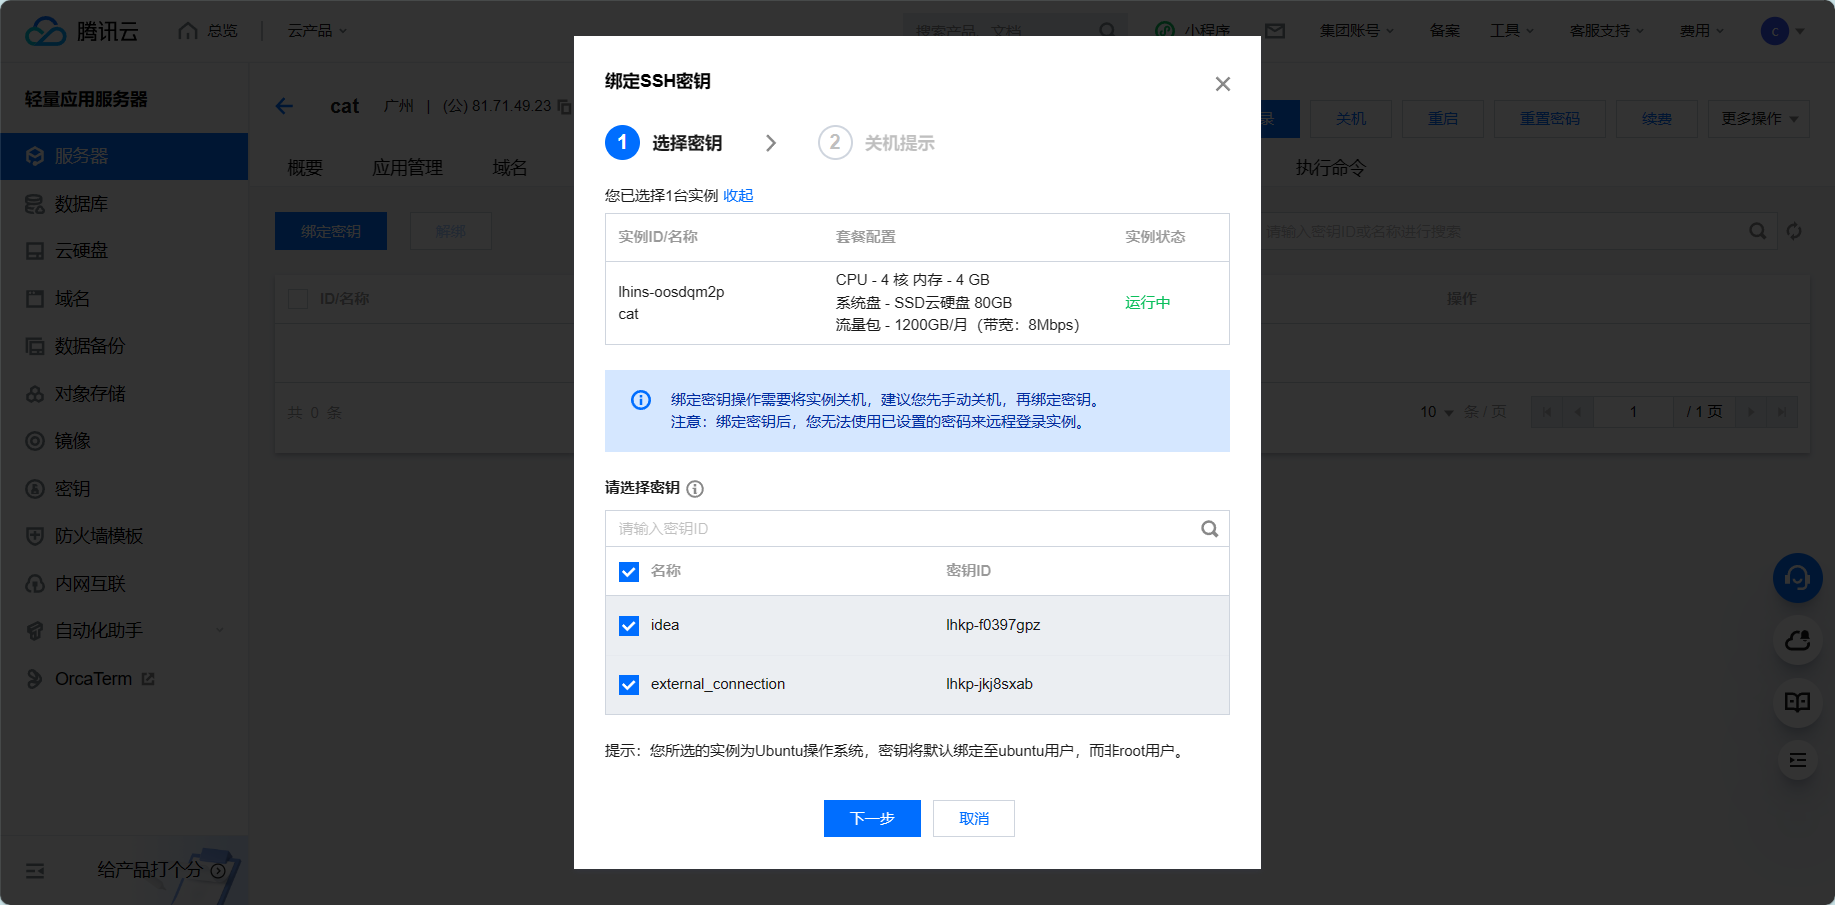 腾讯云
总览
云产品
搜索产品、文档
小程序
集团账号
备案
工具
客服支持
费用
c
轻量应用服务器
服务器
数据库
云硬盘
域名
数据备份
对象存储
镜像
密钥
防火墙模板
内网互联
自动化助手
OrcaTerm
给产品打个分
cat 广州 | (公) 81.71.49.23
录
关机
重启
重置密码
续费
更多操作
概要
应用管理
域名
执行命令
绑定密钥
解绑
请输入密钥ID或名称进行搜索
ID/名称
操作
共 0 条
10 条 / 页
1 / 1 页
绑定SSH密钥
1 选择密钥
2 关机提示
您已选择1台实例 收起
实例ID/名称 套餐配置 实例状态
lhins-oosdqm2p
cat
CPU - 4 核 内存 - 4 GB
系统盘 - SSD云硬盘 80GB
流量包 - 1200GB/月（带宽：8Mbps）
运行中
绑定密钥操作需要将实例关机，建议您先手动关机，再绑定密钥。
注意：绑定密钥后，您无法使用已设置的密码来远程登录实例。
请选择密钥
请输入密钥ID
名称 密钥ID
idea lhkp-f0397gpz
external_connection lhkp-jkj8sxab
提示：您所选的实例为Ubuntu操作系统，密钥将默认绑定至ubuntu用户，而非root用户。
下一步
取消